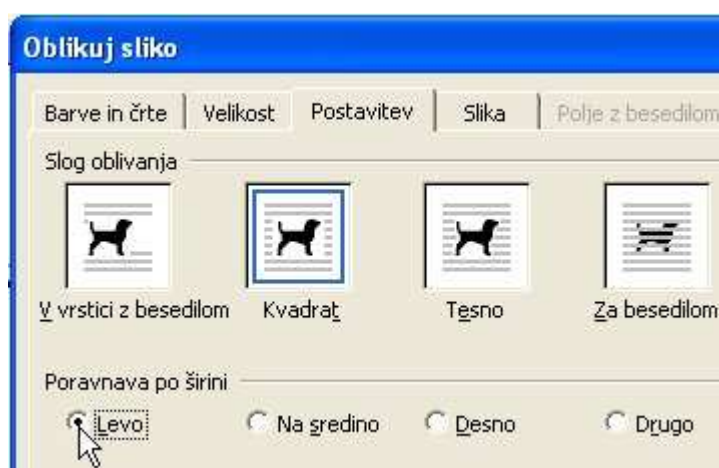 Oblikuj sliko
Barve in črte Velikost Postavitev Slika Polje z besedilom
Slog oblivanja
V vrstici z besedilom Kvadrat Tesno Za besedilom
Poravnava po širini
Levo Na sredino Desno Drugo